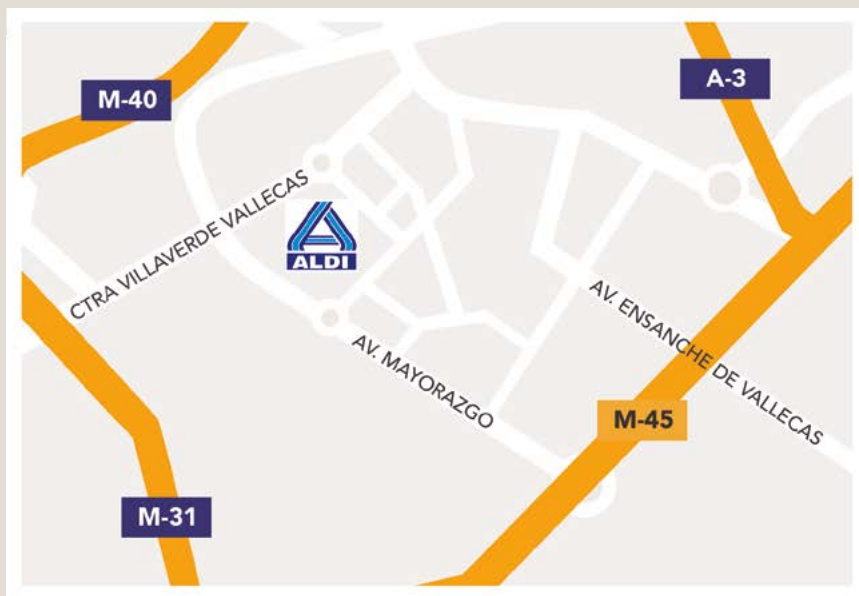 M-40
A-3
CTRA VILLAVERDE VALLECAS
ALDI
AV. ENSANCHE DE VALLECAS
AV. MAYORAZGO
M-45
M-31